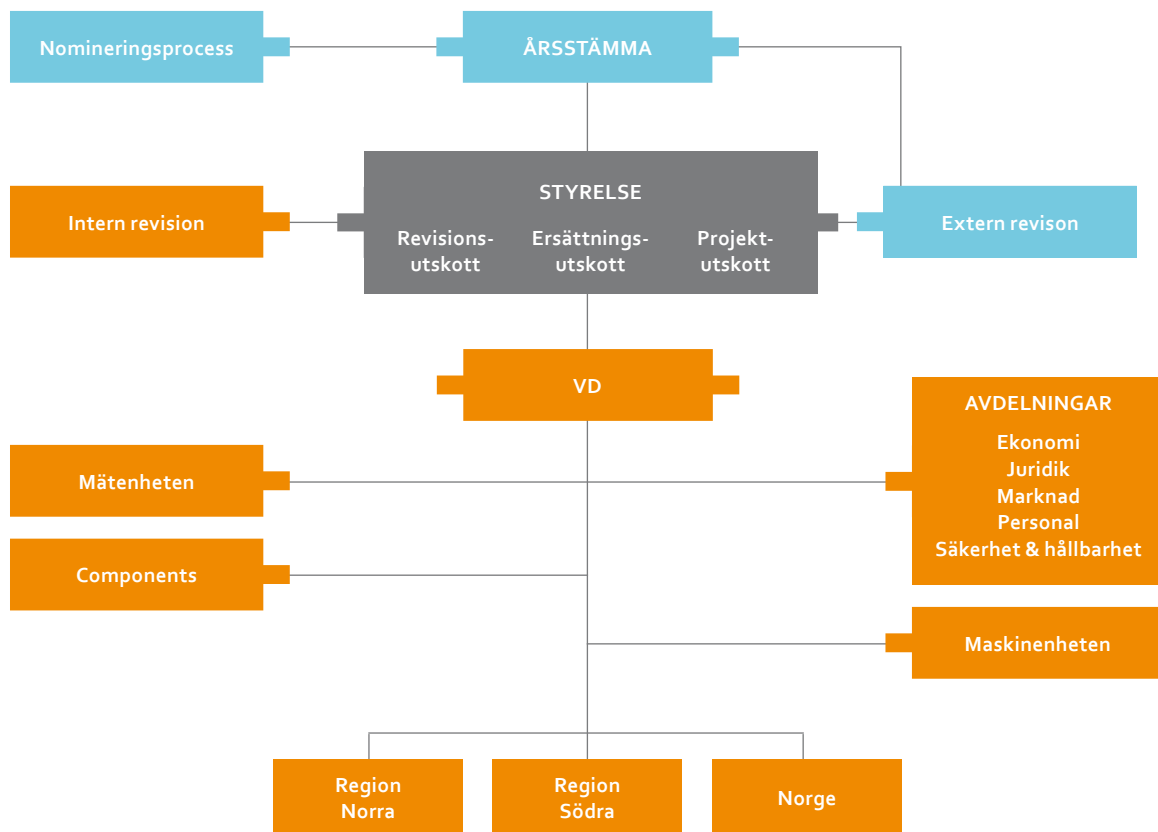 Nomineringsprocess
ÅRSSTÄMMA
STYRELSE
Intern revision
Revisions-
utskott
Ersättnings-
utskott
Projekt-
utskott
Extern revison
VD
AVDELNINGAR
Ekonomi
Juridik
Marknad
Personal
Säkerhet & hållbarhet
Mätenheten
Components
Maskinenheten
Region
Norra
Region
Södra
Norge